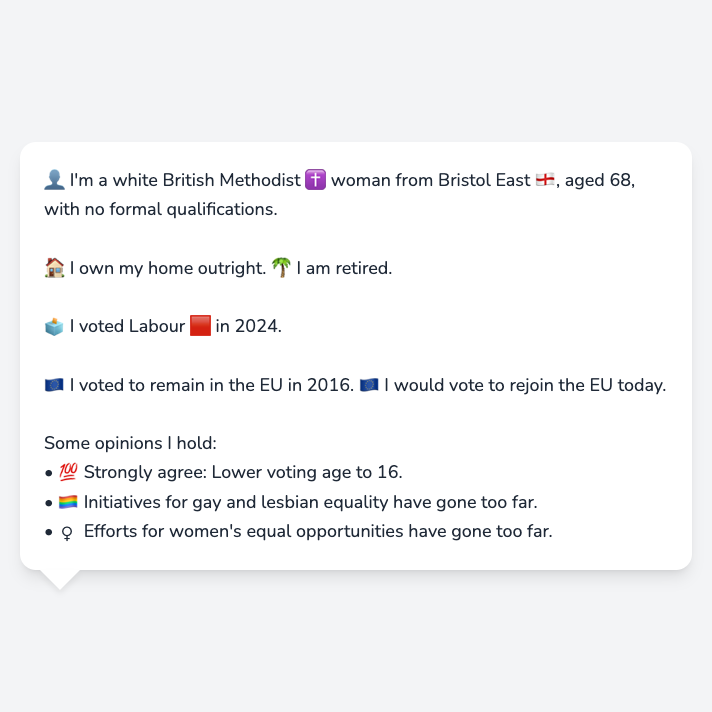 👤 I'm a white British Methodist ✝️ woman from Bristol East 🏴󠁧󠁢󠁥󠁮󠁧󠁿, aged 68,
with no formal qualifications.
🏠 I own my home outright. 🌴 I am retired.
🗳️ I voted Labour 🟥 in 2024.
🇪🇺 I voted to remain in the EU in 2016. 🇪🇺 I would vote to rejoin the EU today.
Some opinions I hold:
• 💯 Strongly agree: Lower voting age to 16.
• 🏳️‍🌈 Initiatives for gay and lesbian equality have gone too far.
• ♀ Efforts for women's equal opportunities have gone too far.